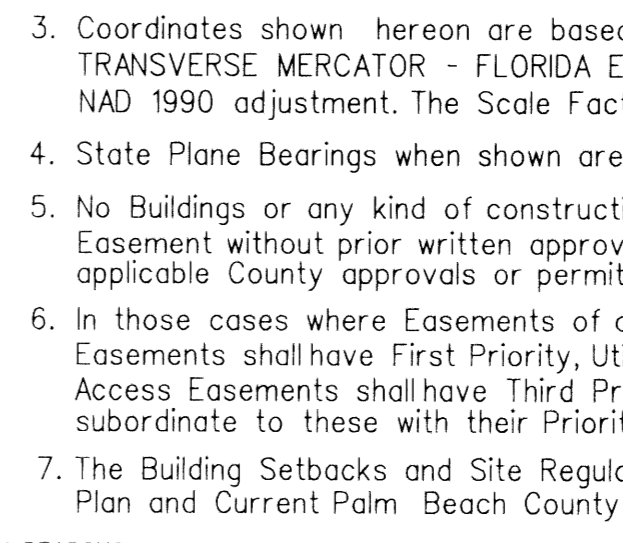 3. Coordinates shown hereon are based
TRANSVERSE MERCATOR - FLORIDA E
NAD 1990 adjustment. The Scale Fact
4. State Plane Bearings when shown are
5. No Buildings or any kind of constructi
Easement without prior written approv
applicable County approvals or permit
6. In those cases where Easements of
Easements shall have First Priority, Uti
Access Easements shall have Third Pr
subordinate to these with their Priorit
7. The Building Setbacks and Site Regula
Plan and Current Palm Beach County